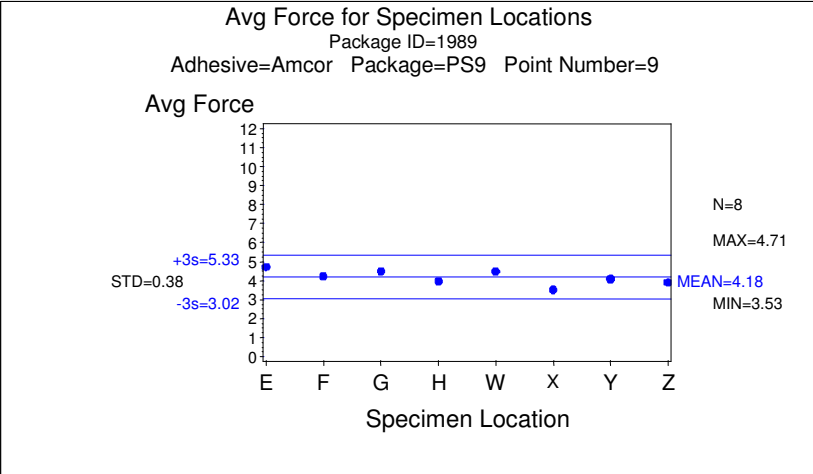 Avg Force for Specimen Locations
Package ID=1989
Adhesive=Amcor Package=PS9 Point Number=9
Avg Force
12
11
10
9
8
7
6
5
4
3
2
1
0
+3s=5.33
STD=0.38
-3s=3.02
N=8
MAX=4.71
MEAN=4.18
MIN=3.53
E F G H W X Y Z
Specimen Location